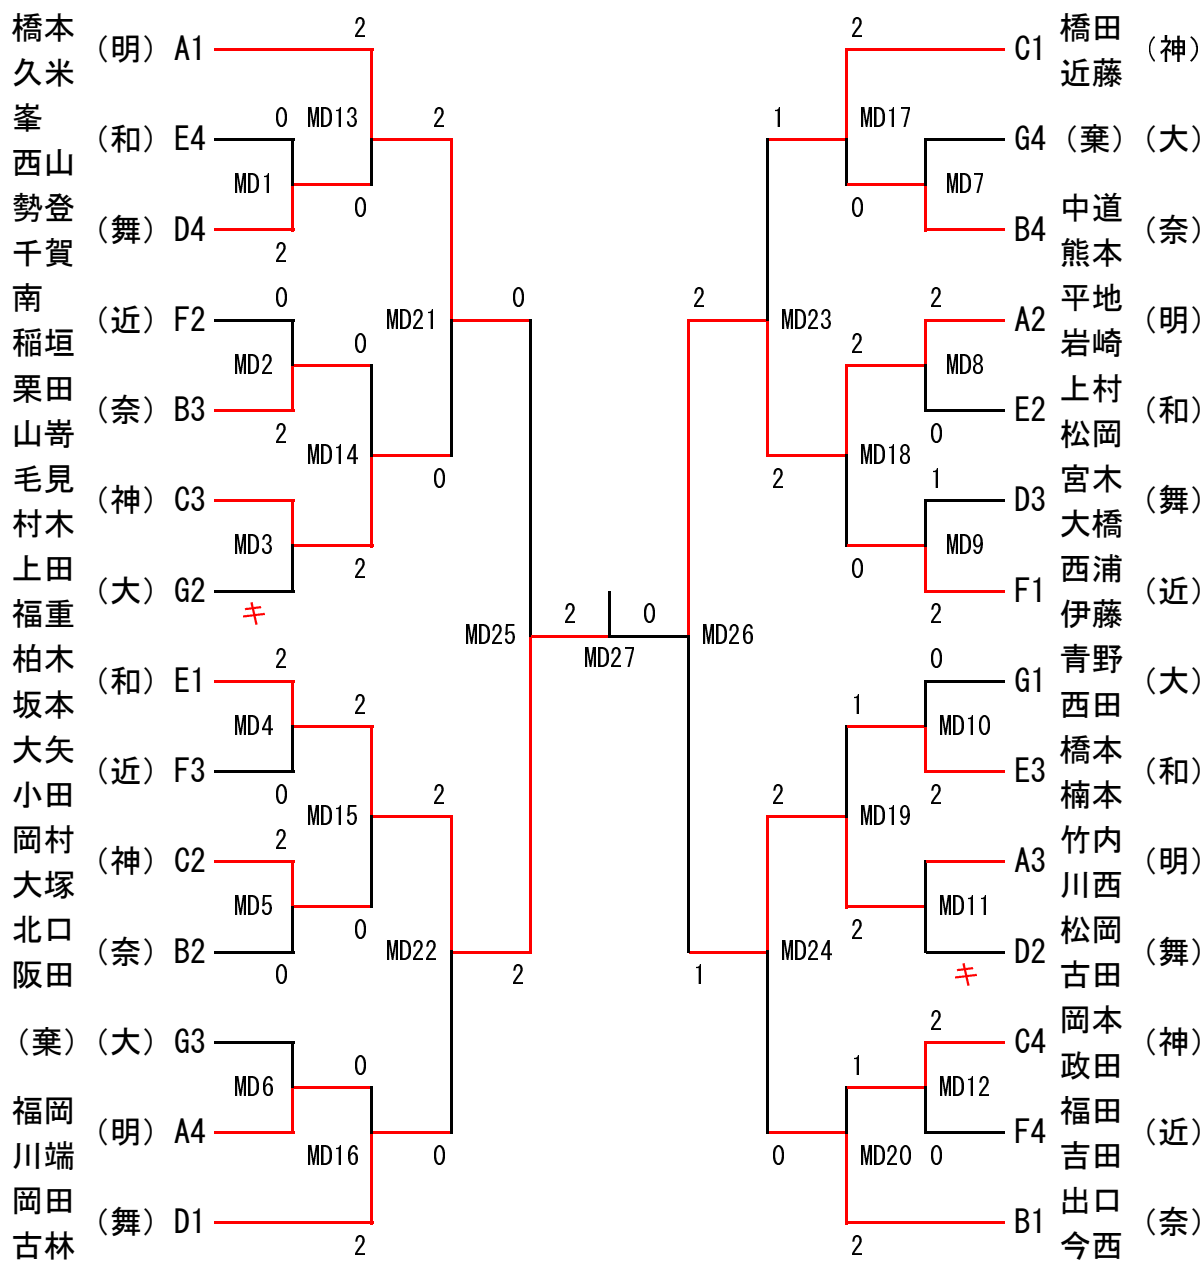 橋本
久米
(明) A1
2
峯
西山
(和) E4
0
MD1
MD13
2
勢登
千賀
(舞) D4
2
0
南
稲垣
(近) F2
0
MD2
0
MD21
0
栗田
山嵜
(奈) B3
2
MD14
0
毛見
村木
(神) C3
MD3
2
上田
福重
(大) G2
キ
MD25
2
MD27
0
MD26
柏木
坂本
(和) E1
2
MD4
2
大矢
小田
(近) F3
0
MD15
2
岡村
大塚
(神) C2
2
MD5
0
MD22
2
北口
阪田
(奈) B2
0
(棄) (大) G3
MD6
0
福岡
川端
(明) A4
MD16
0
岡田
古林
(舞) D1
2
2
C1
橋田
近藤
(神)
1
MD17
G4 (棄) (大)
MD7
0
B4
中道
熊本
(奈)
2
MD23
2
A2
平地
岩崎
(明)
2
MD8
E2
上村
松岡
(和)
0
2
MD18
1
D3
宮木
大橋
(舞)
MD9
0
F1
西浦
伊藤
(近)
2
0
G1
青野
西田
(大)
1
MD10
E3
橋本
楠本
(和)
2
2
MD19
A3
竹内
川西
(明)
MD11
2
D2
松岡
古田
(舞)
キ
1
MD24
2
C4
岡本
政田
(神)
1
MD12
F4
福田
吉田
(近)
0
0
MD20
B1
出口
今西
(奈)
2